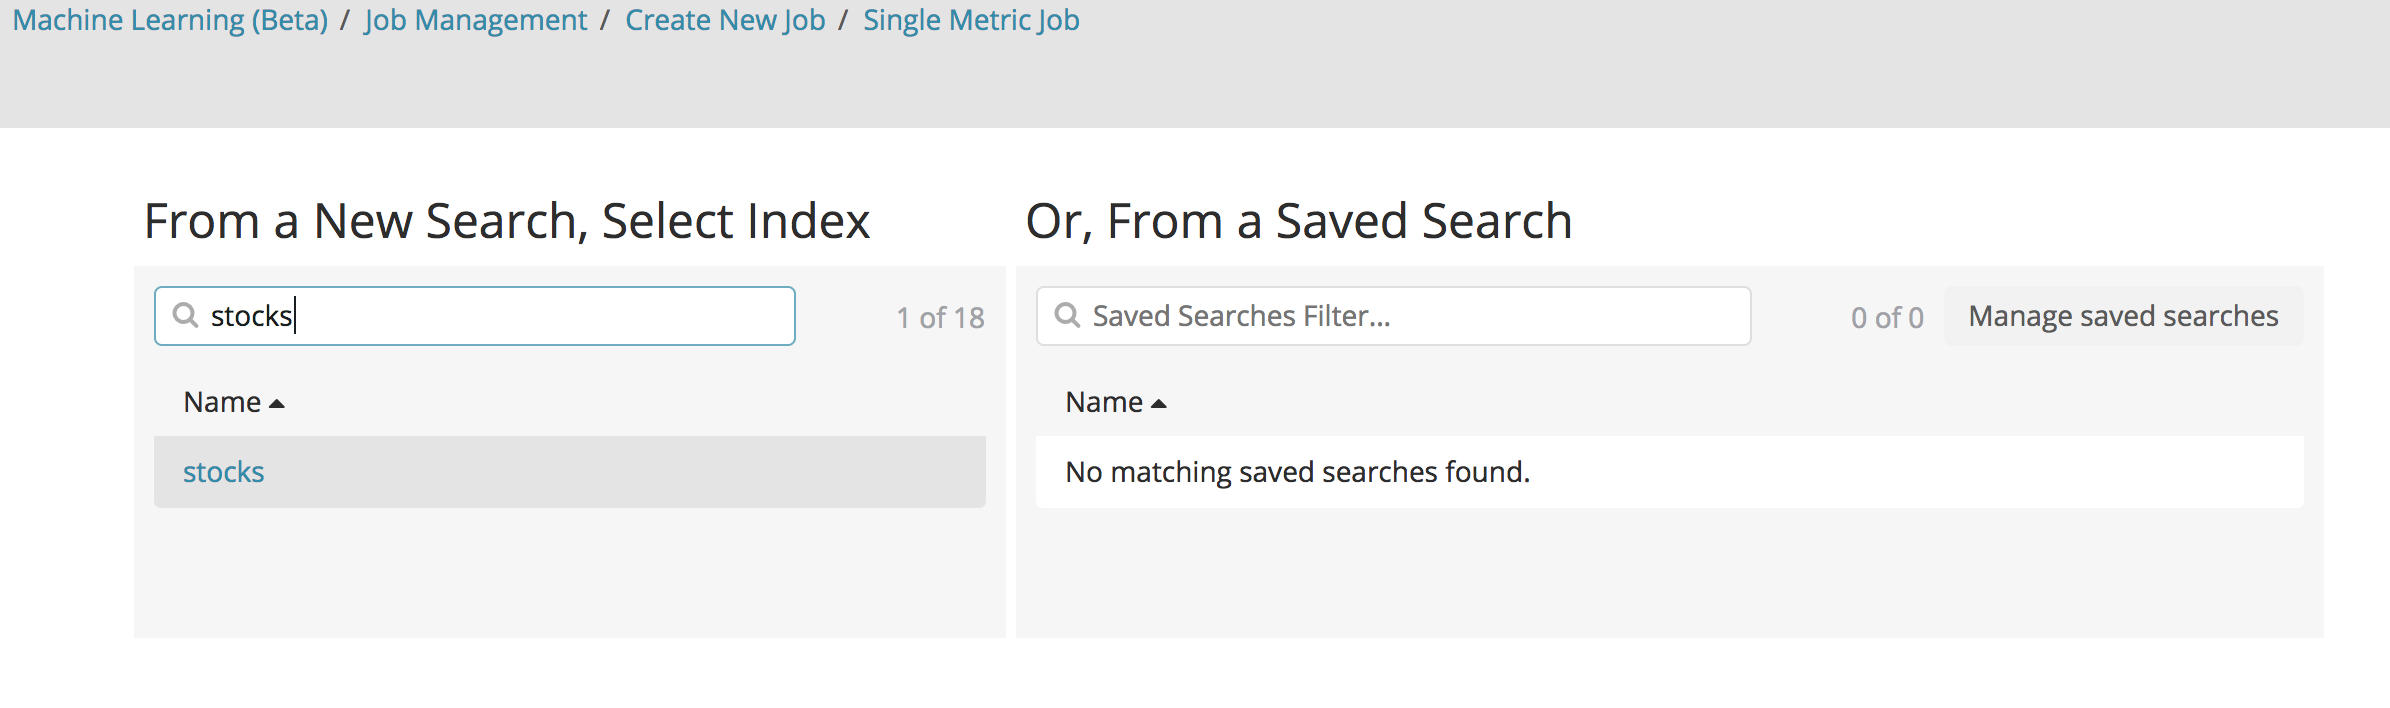 Machine Learning (Beta) / Job Management / Create New Job / Single Metric Job
From a New Search, Select Index
stocks
1 of 18
Name
stocks
Or, From a Saved Search
Saved Searches Filter...
0 of 0
Manage saved searches
Name
No matching saved searches found.